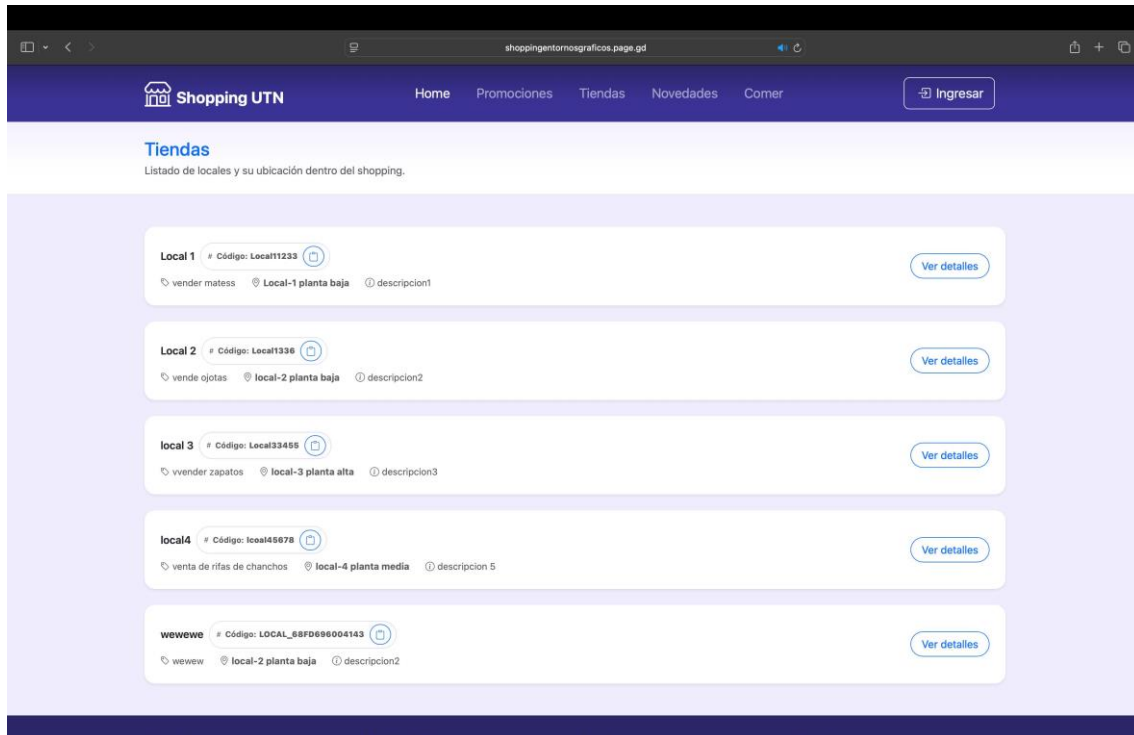 shoppingentornosgraficos.page.gd
Shopping UTN Home Promociones Tiendas Novedades Comer Ingresar
Tiendas
Listado de locales y su ubicación dentro del shopping.
Local 1 # Código: Local11233
vender matess Local-1 planta baja descripcion1
Ver detalles
Local 2 # Código: Local1336
vende ojotas local-2 planta baja descripcion2
Ver detalles
local 3 # Código: Local33455
vvender zapatos local-3 planta alta descripcion3
Ver detalles
local4 # Código: lcoal45678
venta de rifas de chanchos local-4 planta media descripcion 5
Ver detalles
wewewe # Código: LOCAL_68FD696004143
wewew local-2 planta baja descripcion2
Ver detalles